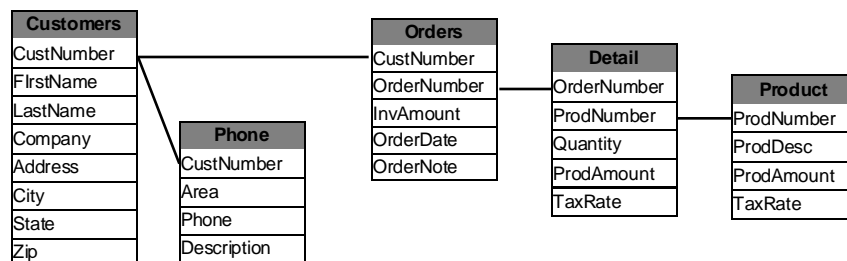 Customers
CustNumber
FIrstName
LastName
Company
Address
City
State
Zip
Phone
CustNumber
Area
Phone
Description
Orders
CustNumber
OrderNumber
InvAmount
OrderDate
OrderNote
Detail
OrderNumber
ProdNumber
Quantity
ProdAmount
TaxRate
Product
ProdNumber
ProdDesc
ProdAmount
TaxRate